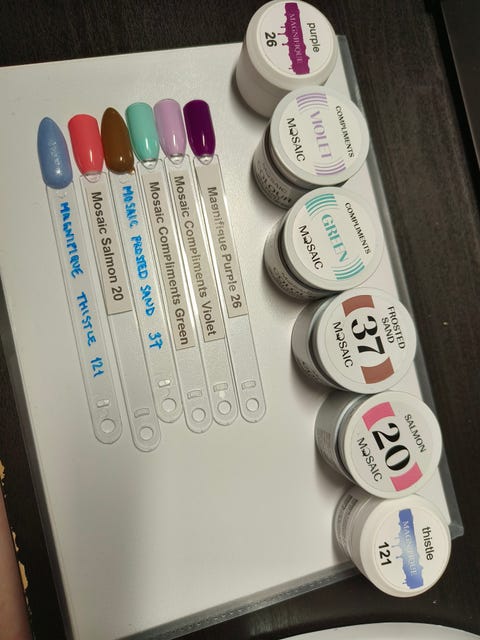 MAGNIFIQUE THISTLE 121
Mosaic Salmon 20
MOSAIC FROSTED SAND 37
Mosaic Compliments Green
Mosaic Compliments Violet
Magnifique Purple 26
purple
MAGNIFIQUE
26
COMPLIMENTS
VIOLET
MOSAIC
COMPLIMENTS
GREEN
MOSAIC
FROSTED
SAND
37
MOSAIC
SALMON
20
MOSAIC
thistle
MAGNIFIQUE
121